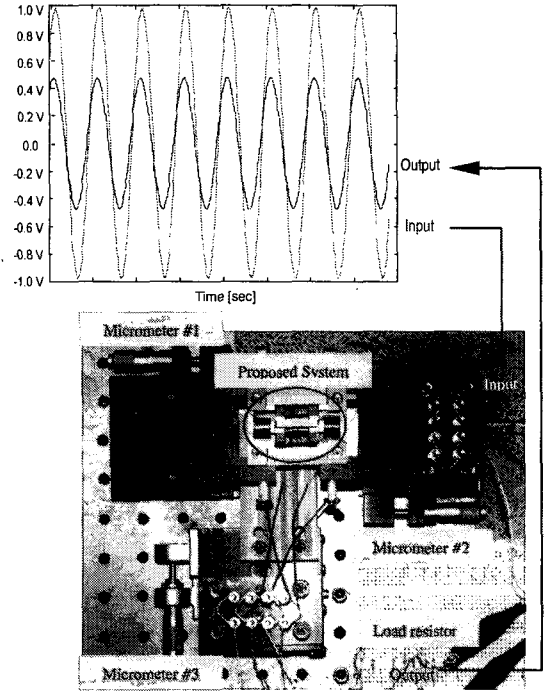 1.0 V
0.8 V
0.6 V
0.4 V
0.2 V
0.0
-0.2 V
-0.4 V
-0.6 V
-0.8 V
-1.0 V
Output
Input
Time [sec]
Micrometer #1
Proposed System
Input
Micrometer #2
Load resistor
Micrometer #3
Output